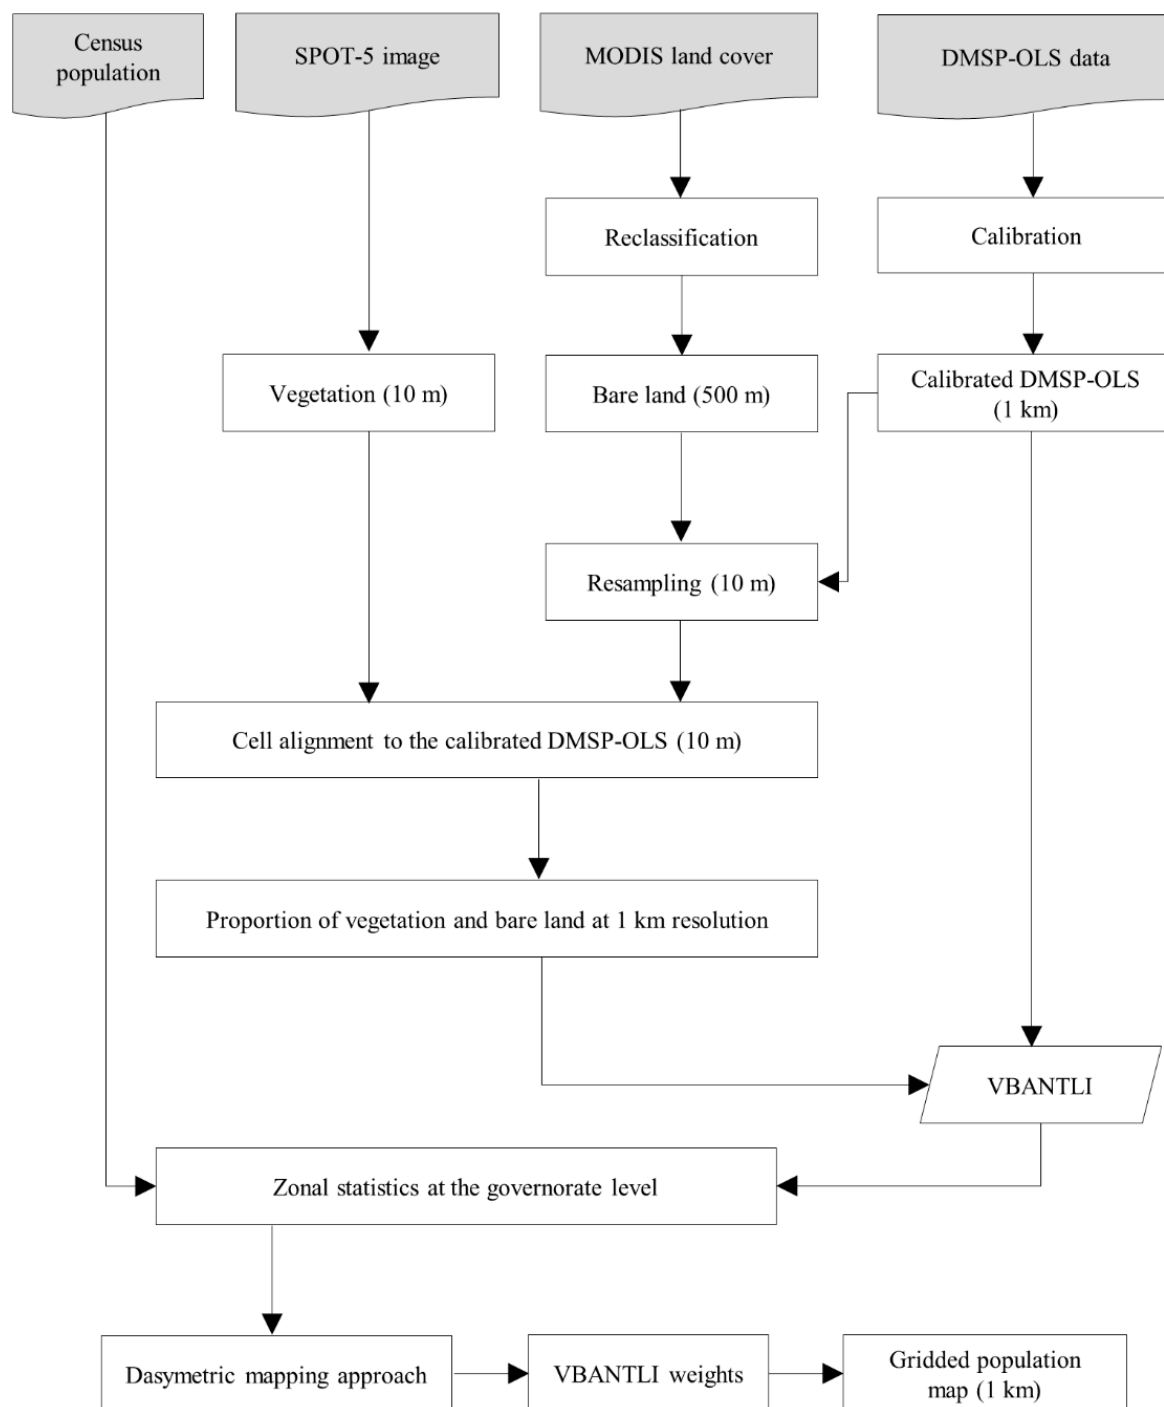 Census
population
SPOT-5 image
MODIS land cover
DMSP-OLS data
Reclassification
Calibration
Vegetation (10 m)
Bare land (500 m)
Calibrated DMSP-OLS
(1 km)
Resampling (10 m)
Cell alignment to the calibrated DMSP-OLS (10 m)
Proportion of vegetation and bare land at 1 km resolution
VBANTLI
Zonal statistics at the governorate level
Dasymetric mapping approach
VBANTLI weights
Gridded population
map (1 km)